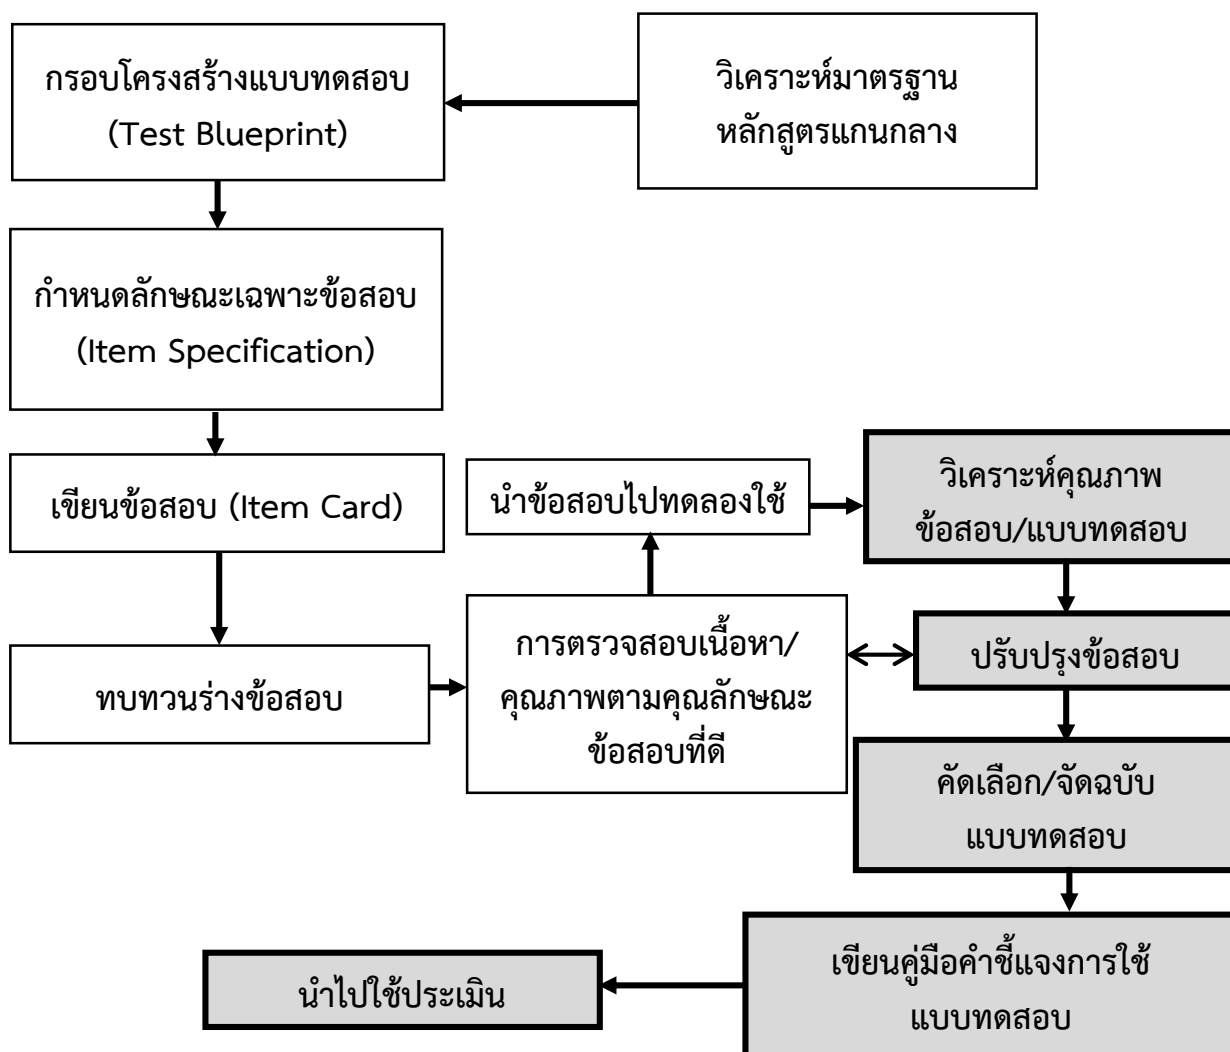 กรอบโครงสร้างแบบทดสอบ
(Test Blueprint)
วิเคราะห์มาตรฐาน
หลักสูตรแกนกลาง
กำหนดลักษณะเฉพาะข้อสอบ
(Item Specification)
เขียนข้อสอบ (Item Card)
ทบทวนร่างข้อสอบ
การตรวจสอบเนื้อหา/
คุณภาพตามคุณลักษณะ
ข้อสอบที่ดี
นำข้อสอบไปทดลองใช้
วิเคราะห์คุณภาพ
ข้อสอบ/แบบทดสอบ
ปรับปรุงข้อสอบ
คัดเลือก/จัดฉบับ
แบบทดสอบ
เขียนคู่มือคำชี้แจงการใช้
แบบทดสอบ
นำไปใช้ประเมิน